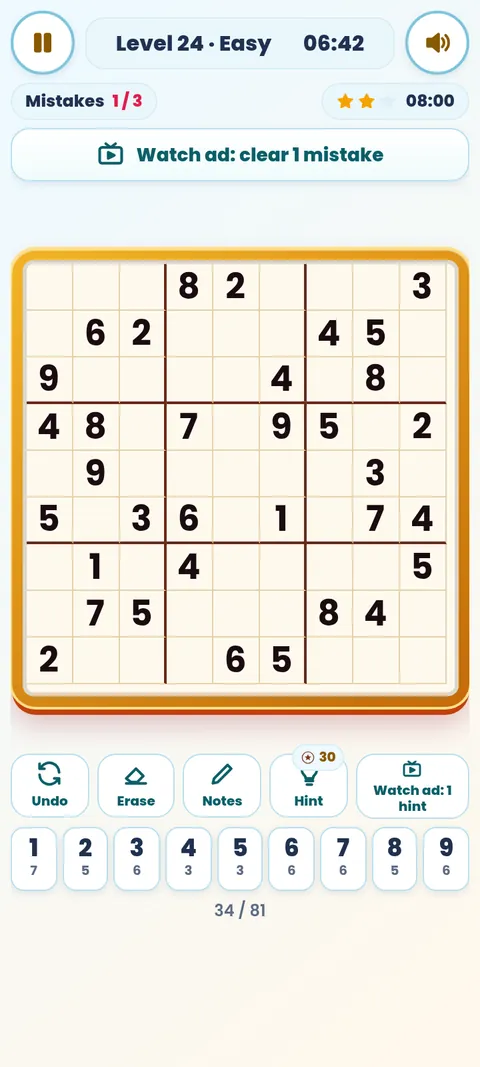 Level 24 · Easy 06:42
Mistakes 1 / 3 08:00
Watch ad: clear 1 mistake
8 2 3
6 2 4 5
9 4 8
4 8 7 9 5 2
9 3
5 3 6 1 7 4
1 4 5
7 5 8 4
2 6 5
30
Undo Erase Notes Hint Watch ad: 1 hint
1 2 3 4 5 6 7 8 9
7 5 6 3 3 6 6 5 6
34 / 81